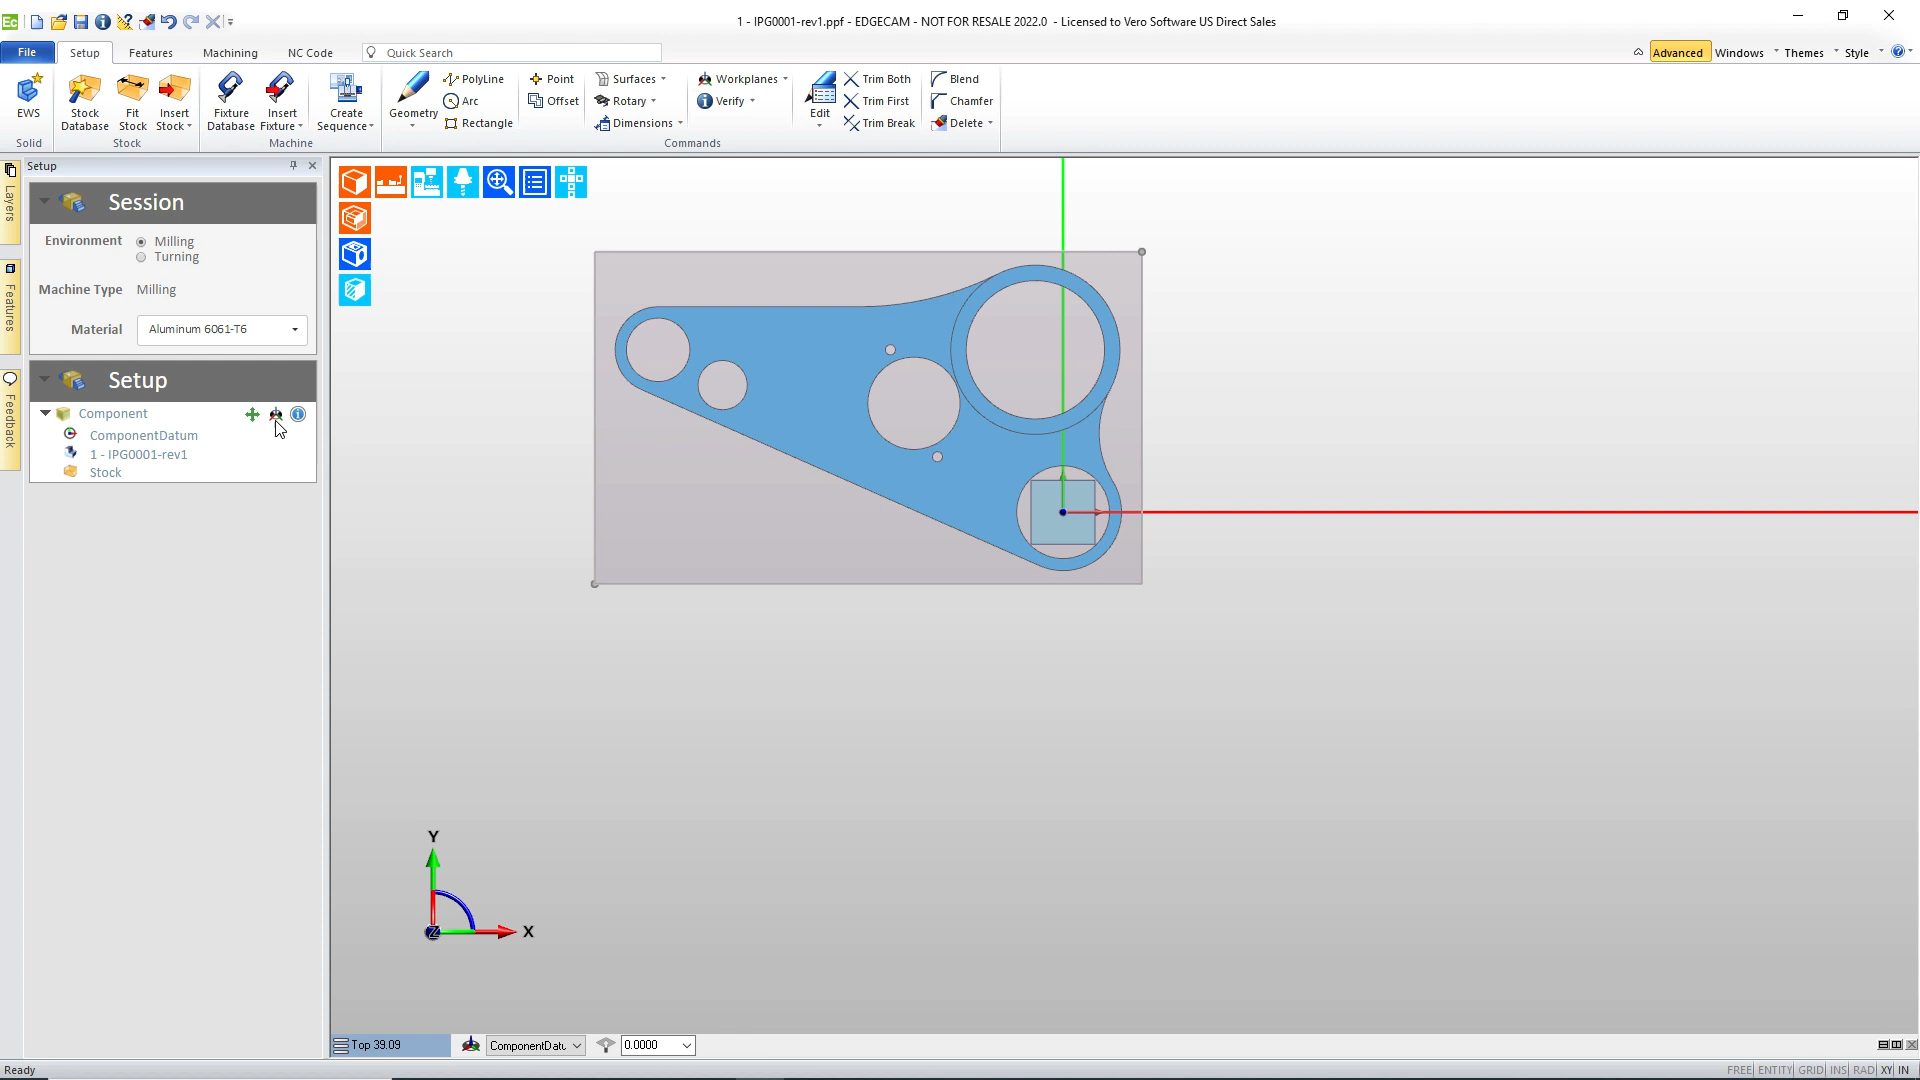 Ec
1 - IPG0001-rev1.ppf - EDGECAM - NOT FOR RESALE 2022.0 - Licensed to Vero Software US Direct Sales
File
Setup
Features
Machining
NC Code
Quick Search
Advanced
Windows
Themes
Style
EWS
Stock Database
Fit Stock
Insert Stock
Fixture Database
Insert Fixture
Create Sequence
Geometry
PolyLine
Arc
Rectangle
Point
Offset
Surfaces
Rotary
Dimensions
Workplanes
Verify
Edit
Trim Both
Trim First
Trim Break
Blend
Chamfer
Delete
Solid
Stock
Machine
Commands
Setup
Layers
Features
Feedback
Session
Environment
Milling
Turning
Machine Type
Milling
Material
Aluminum 6061-T6
Setup
Component
ComponentDatum
1 - IPG0001-rev1
Stock
Y
Z
X
Top 39.09
ComponentDatu
0.0000
Ready
FREE ENTITY GRID INS RAD XY IN